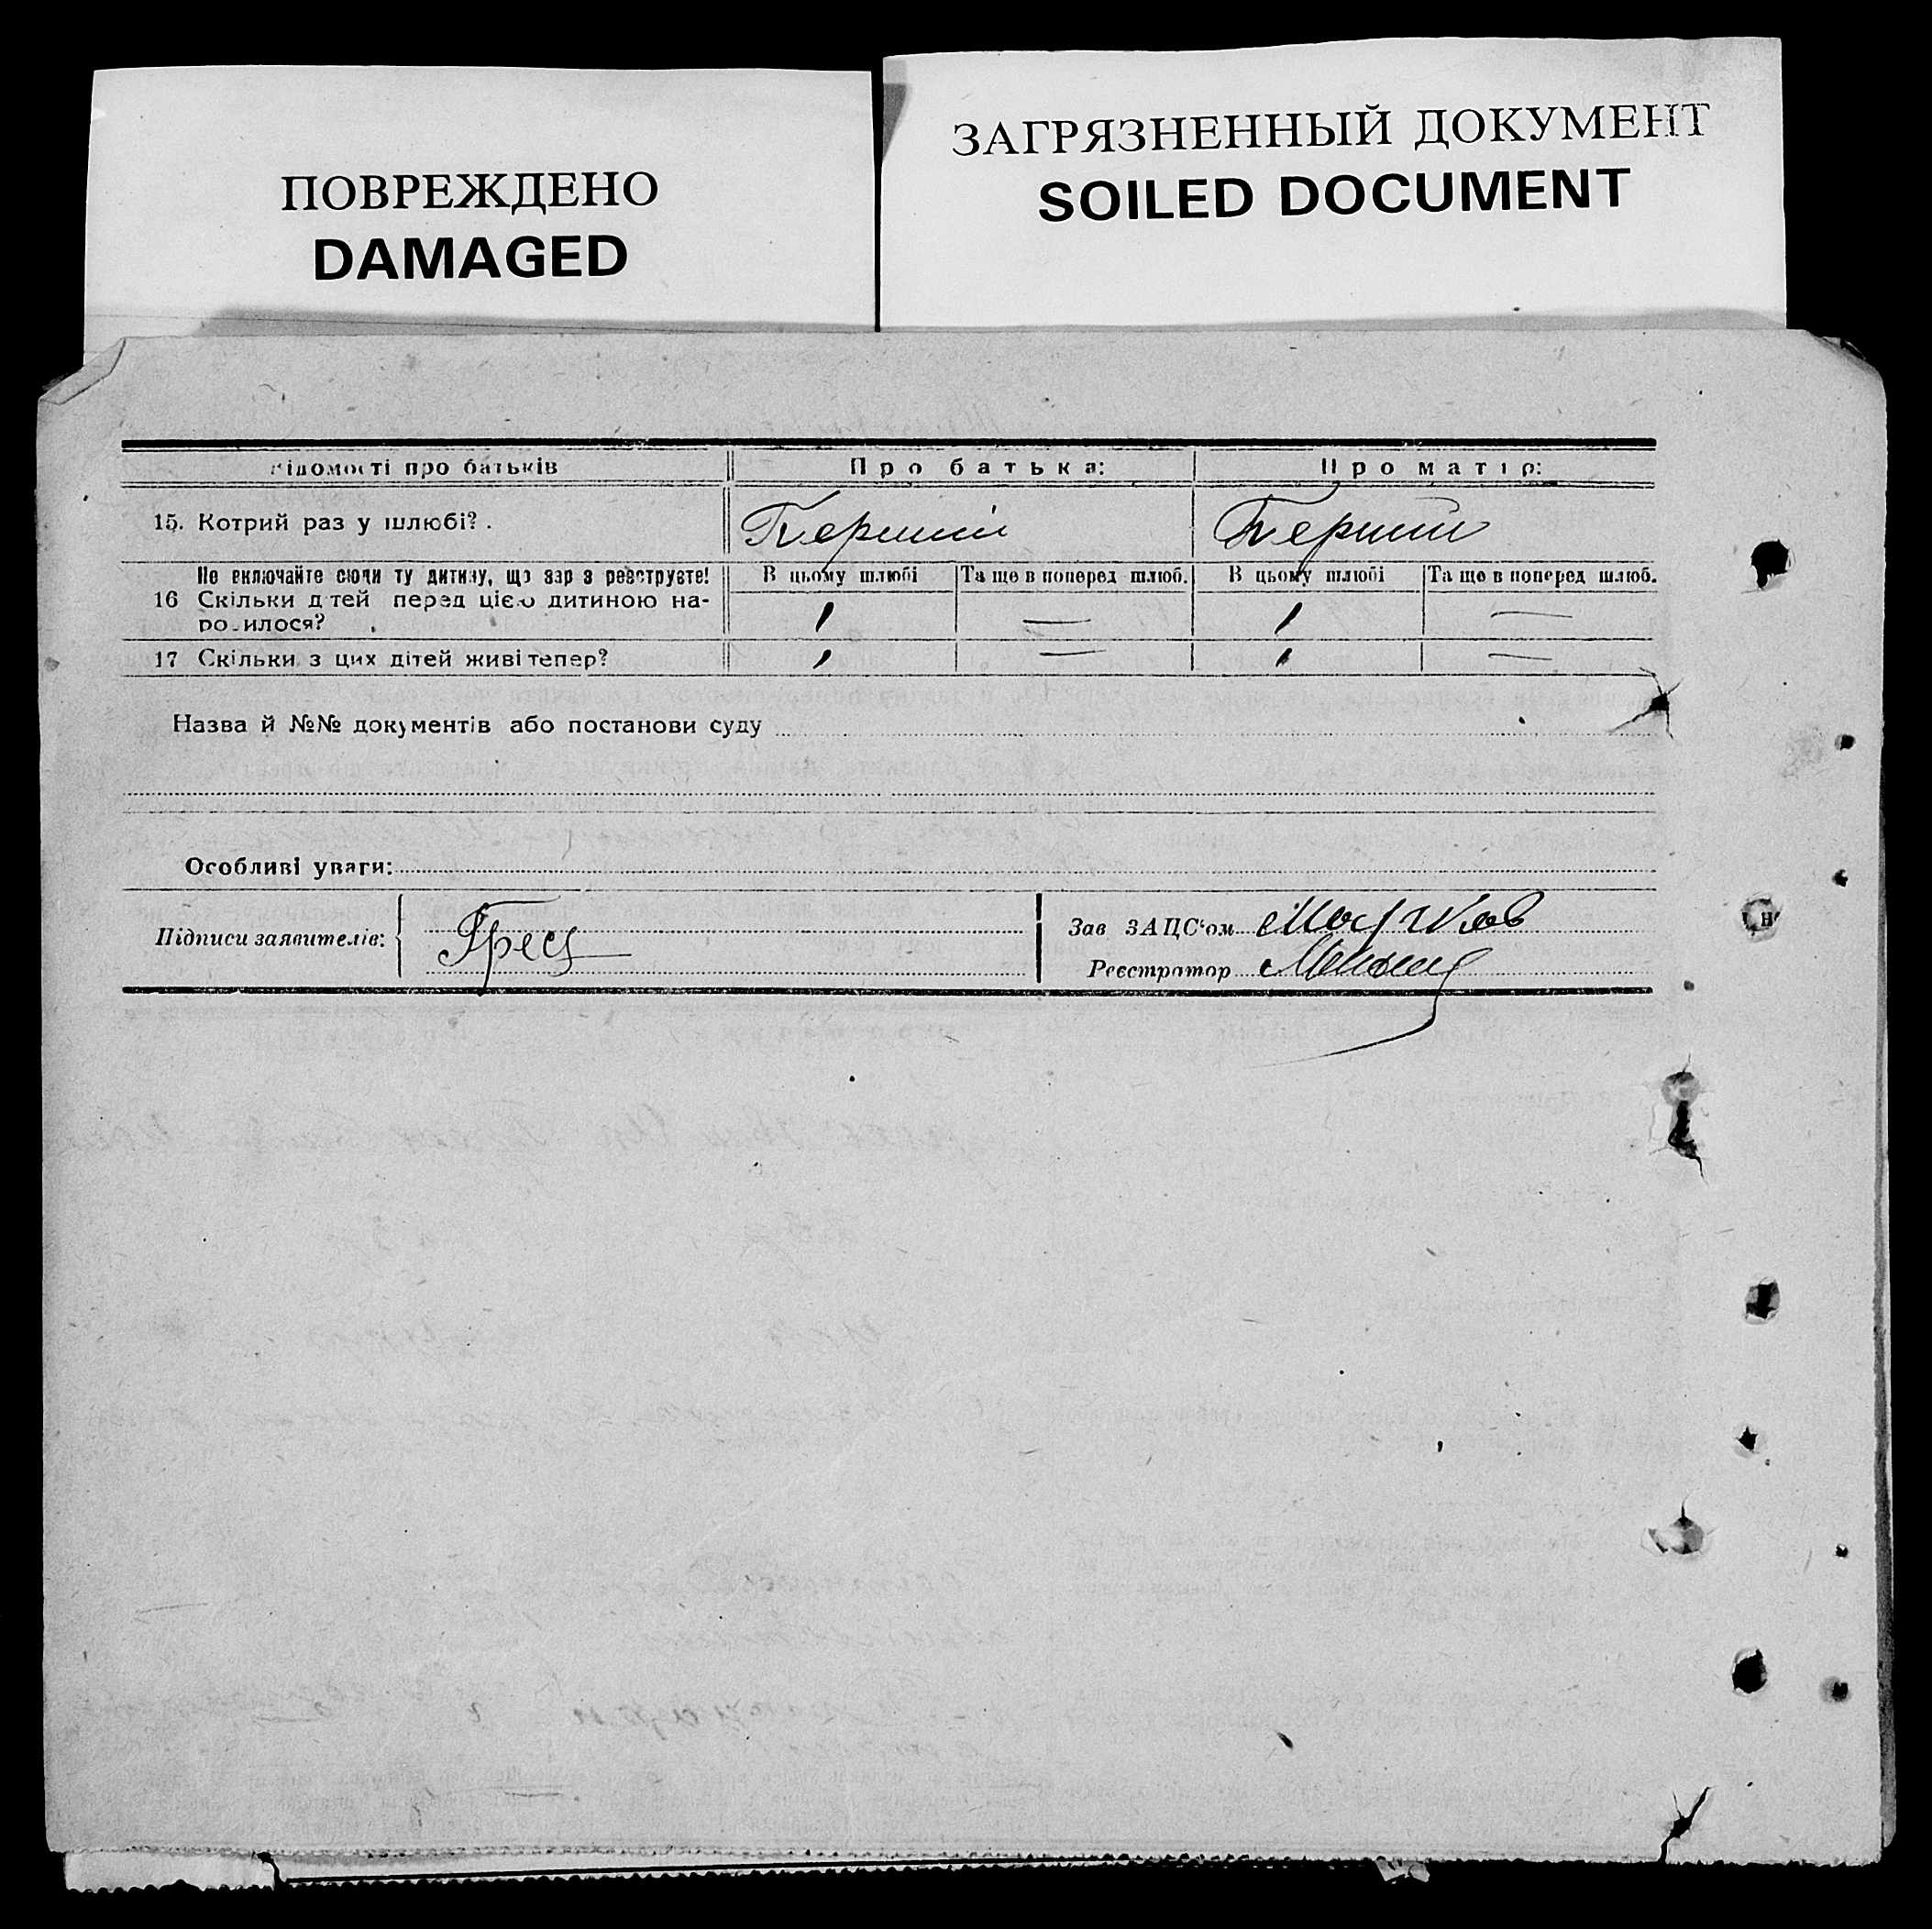 ПОВРЕЖДЕНО
DAMAGED
ЗАГРЯЗНЕННЫЙ ДОКУМЕНТ
SOILED DOCUMENT
Відомості про батьків Про батька: Про матір:
15. Котрий раз у шлюбі? . Перший Перший
Не включайте сюди ту дитину, що зараз реєструєте! В цьому шлюбі Та ще в поперед шлюб. В цьому шлюбі Та ще в поперед шлюб.
16 Скільки дітей перед цією дитиною на-
родилося? 1 — 1 —
17 Скільки з цих дітей живі тепер? 1 — 1 —
Назва й №№ документів або постанови суду
Особливі уваги:
Підписи заявителів: Грец Зав ЗАЦС'ом
Реєстратор